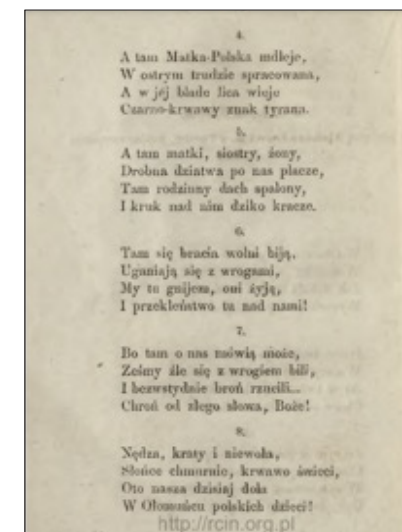 4.
A tam Matka-Polska mdleje,
W ostrym trudzie spracowana,
A w jéj blade lica wieje
Czarno-krwawy znak tyrana.
5.
A tam matki, siostry, żony,
Drobna dziatwa po nas płacze,
Tam rodzinny dach spalony,
I kruk nad nim dziko kracze.
6.
Tam się bracia wolni biją,
Uganiają się z wrogami,
My tu gnijem, oni żyją,
I przekleństwo tu nad nami!
7.
Bo tam o nas mówią może,
Żeśmy źle się z wrogiem bili,
I bezwstydnie broń rzucili...
Chroń od złego słowa, Boże!
8.
Nędza, kraty i niewola,
Słońce chmurnie, krwawo świeci,
Oto nasza dzisiaj dola
W Ołomuńcu polskich dzieci!
http://rcin.org.pl